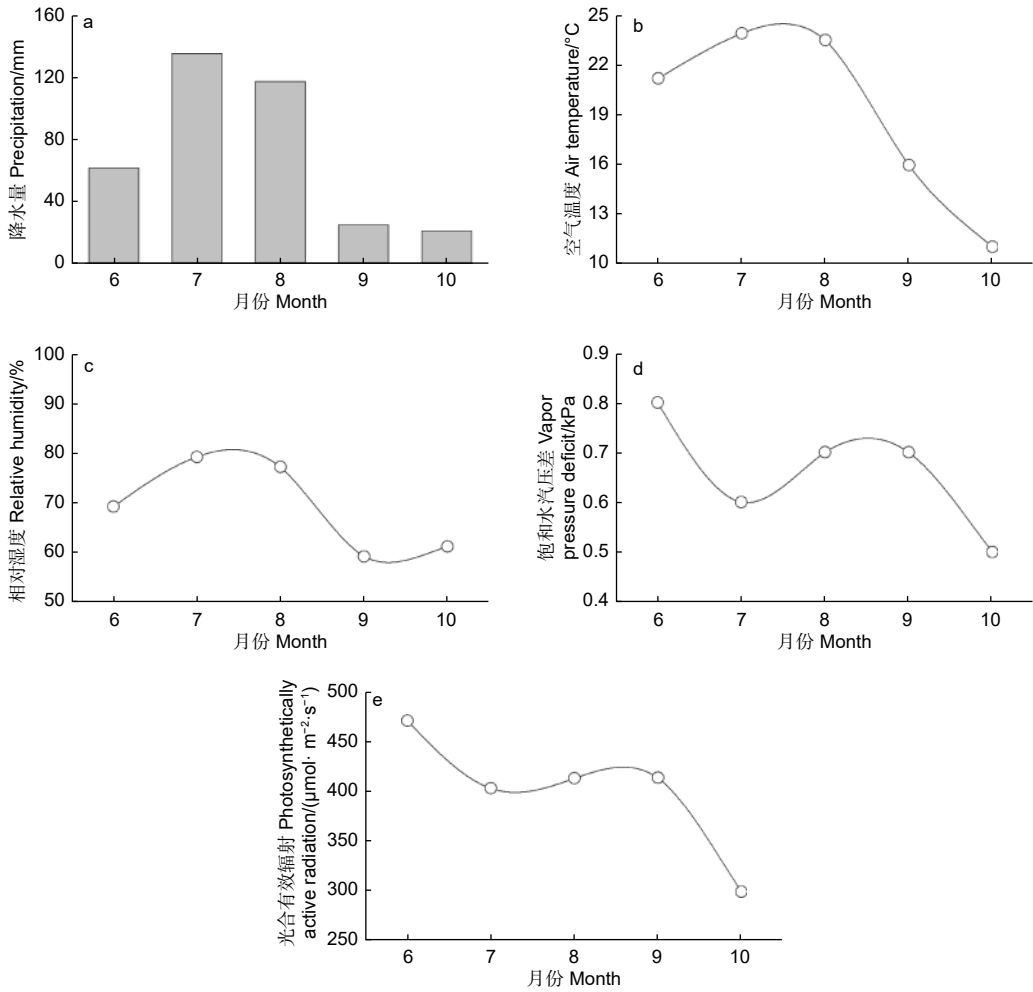 a
降水量 Precipitation/mm
160
120
80
40
0
6 7 8 9 10
月份 Month
b
空气温度 Air temperature/°C
25
22
19
16
13
10
6 7 8 9 10
月份 Month
c
相对湿度 Relative humidity/%
100
90
80
70
60
50
6 7 8 9 10
月份 Month
d
饱和水汽压差 Vapor
pressure deficit/kPa
0.9
0.8
0.7
0.6
0.5
0.4
6 7 8 9 10
月份 Month
e
光合有效辐射 Photosynthetically
active radiation/(μmol· m⁻²·s⁻¹)
500
450
400
350
300
250
6 7 8 9 10
月份 Month